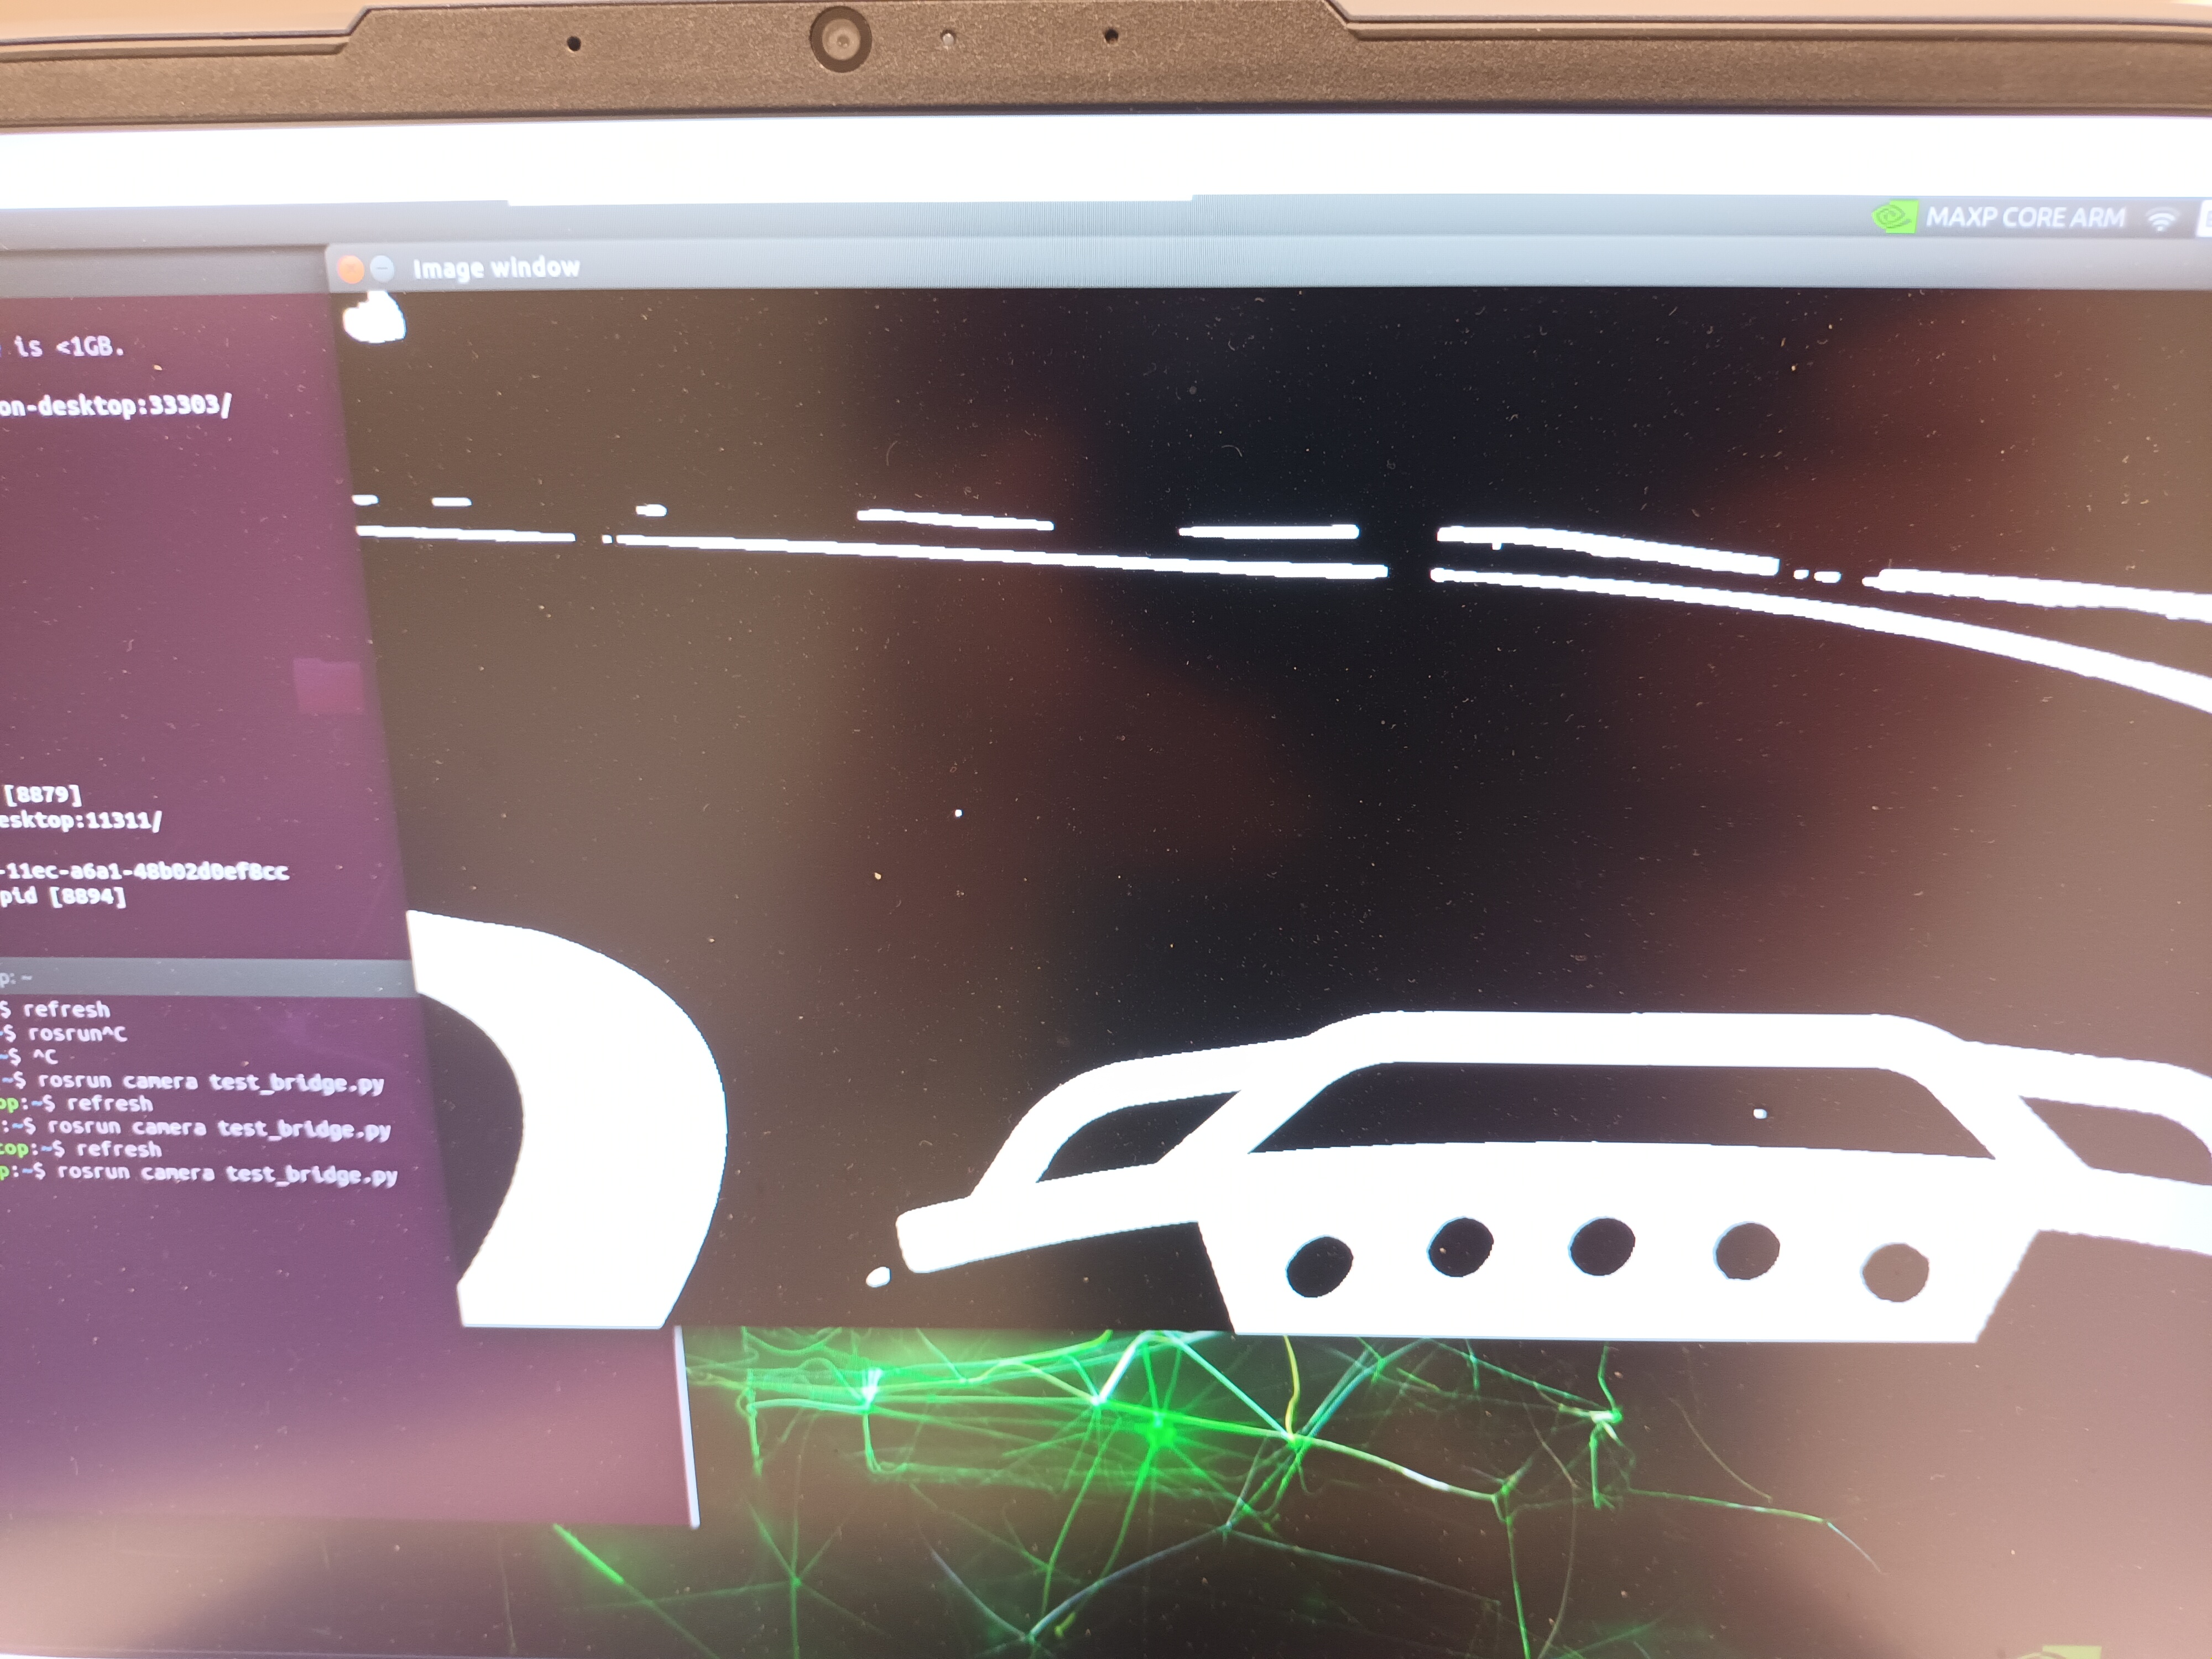 MAXP CORE ARM
Image window
is <1GB.
on-desktop:33303/
[8879]
esktop:11311/
-11ec-a6a1-48b02d0ef8cc
pid [8894]
p: ~
$ refresh
~$ rosrun^C
~$ ^C
~$ rosrun camera test_bridge.py
op:~$ refresh
:~$ rosrun camera test_bridge.py
top:~$ refresh
p:~$ rosrun camera test_bridge.py